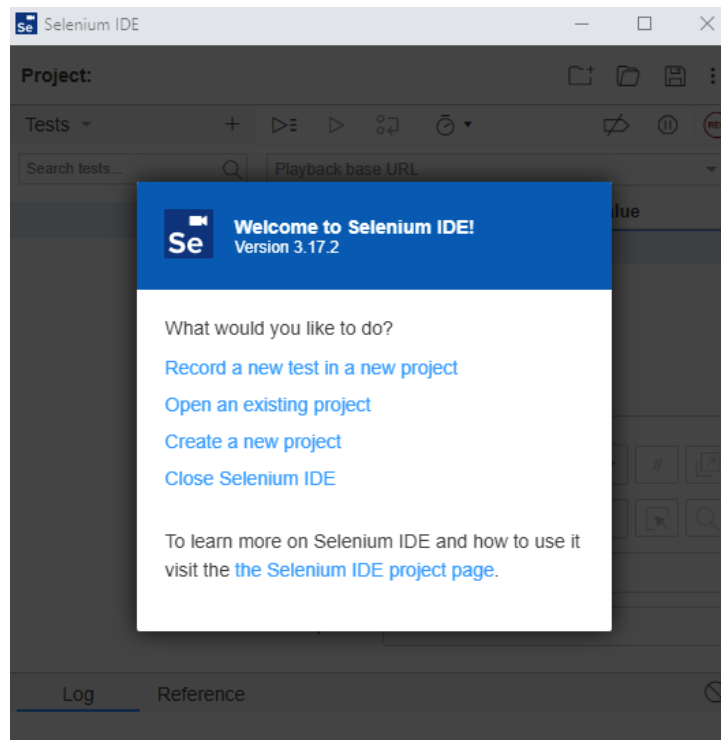 Se Selenium IDE
Project:
Tests
Search tests...
Playback base URL
lue
Se
Welcome to Selenium IDE!
Version 3.17.2
What would you like to do?
Record a new test in a new project
Open an existing project
Create a new project
Close Selenium IDE
//
To learn more on Selenium IDE and how to use it
visit the the Selenium IDE project page.
Log Reference